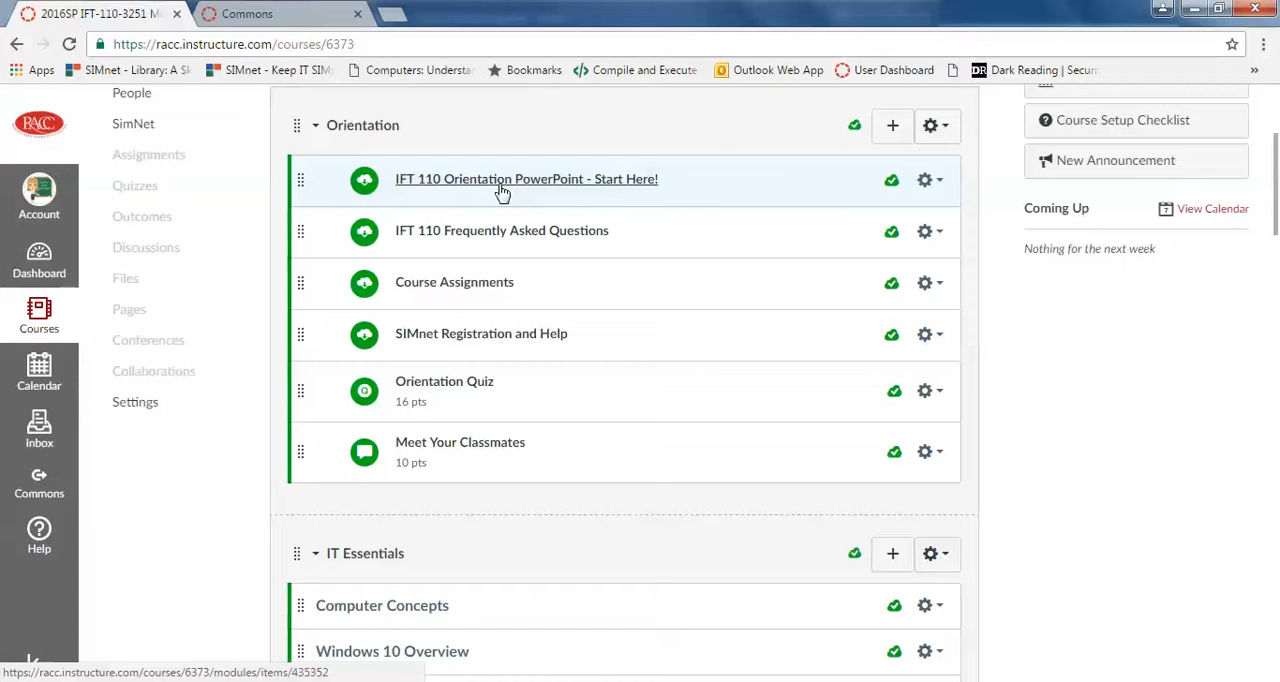 2016SP IFT-110-3251 M
Commons
https://racc.instructure.com/courses/6373
Apps
SIMnet - Library: A Sk
SIMnet - Keep IT SIM
Computers: Understa
Bookmarks
Compile and Execute
Outlook Web App
User Dashboard
Dark Reading | Secur
»
RACC
Account
Dashboard
Courses
Calendar
Inbox
Commons
Help
People
SimNet
Assignments
Quizzes
Outcomes
Discussions
Files
Pages
Conferences
Collaborations
Settings
Orientation
IFT 110 Orientation PowerPoint - Start Here!
IFT 110 Frequently Asked Questions
Course Assignments
SIMnet Registration and Help
Orientation Quiz
16 pts
Meet Your Classmates
10 pts
IT Essentials
Computer Concepts
Windows 10 Overview
Course Setup Checklist
New Announcement
Coming Up
7 View Calendar
Nothing for the next week
https://racc.instructure.com/courses/6373/modules/items/435352